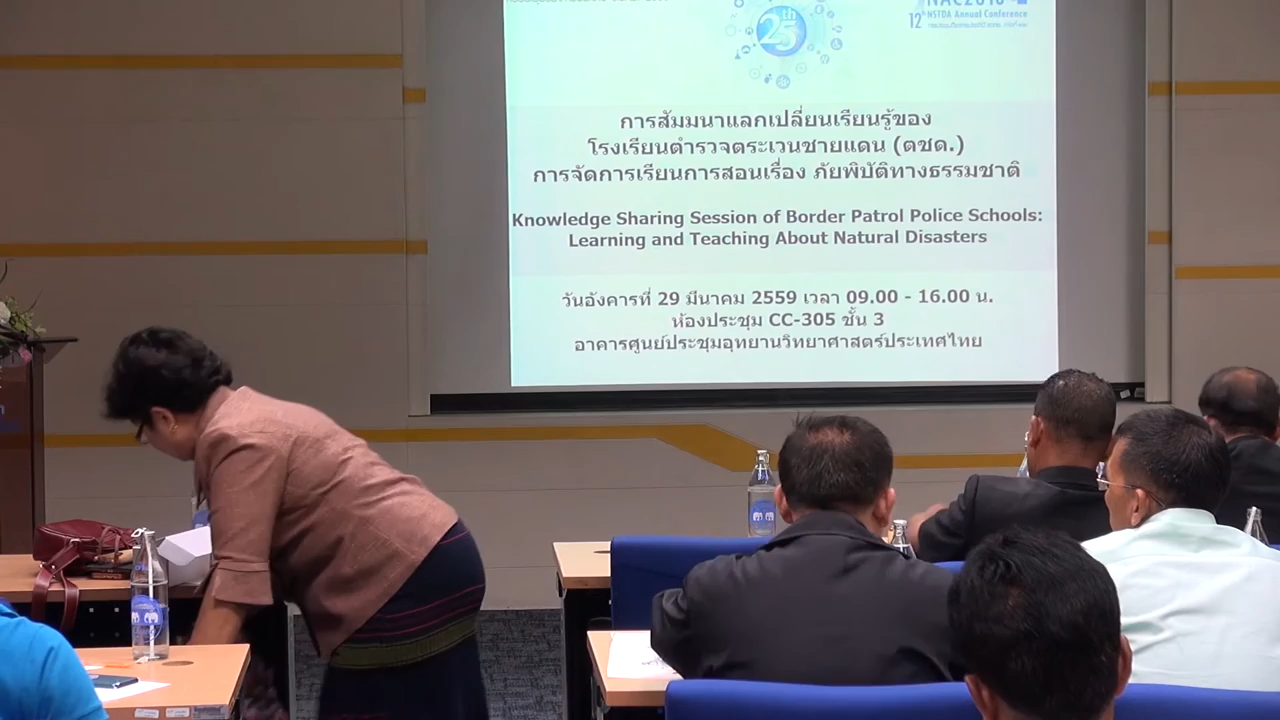 25th
NAC2016
12th NSTDA Annual Conference
การสัมมนาแลกเปลี่ยนเรียนรู้ของ
โรงเรียนตำรวจตระเวนชายแดน (ตชด.)
การจัดการเรียนการสอนเรื่อง ภัยพิบัติทางธรรมชาติ
Knowledge Sharing Session of Border Patrol Police Schools:
Learning and Teaching About Natural Disasters
วันอังคารที่ 29 มีนาคม 2559 เวลา 09.00 - 16.00 น.
ห้องประชุม CC-305 ชั้น 3
อาคารศูนย์ประชุมอุทยานวิทยาศาสตร์ประเทศไทย